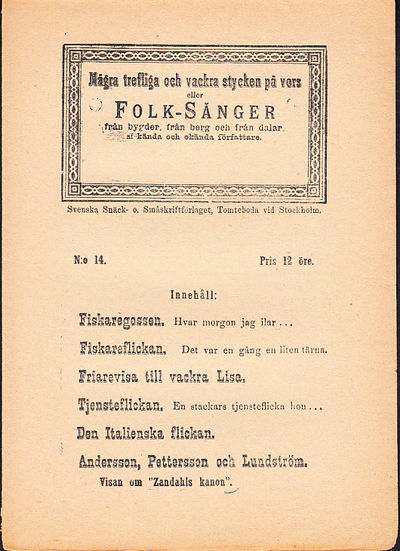 Några trefliga och vackra stycken på vers
eller
FOLK-SÅNGER
från bygder, från berg och från dalar.
af kända och okända författare.
Svenska Snäck- o. Småskriftförlaget, Tomteboda vid Stockholm.
N:o 14. Pris 12 öre.
Innehåll:
Fiskaregossen. Hvar morgon jag ilar ...
Fiskareflickan. Det var en gång en liten tärna.
Friarevisa till vackra Lisa.
Tjensteflickan. En stackars tjensteflicka hon ...
Den Italienska flickan.
Andersson, Pettersson och Lundström.
Visan om "Zandahls kanon".